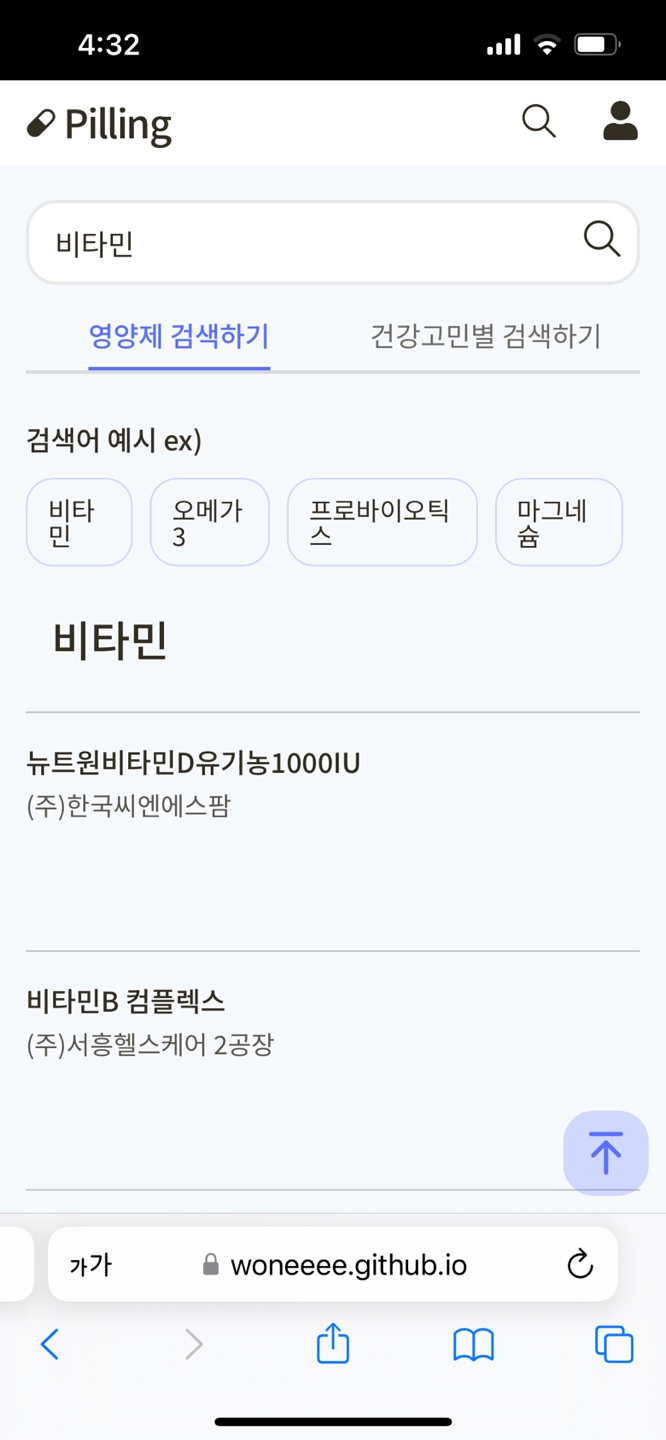 4:32
Pilling
비타민
영양제 검색하기
건강고민별 검색하기
검색어 예시 ex)
비타
민
오메가
3
프로바이오틱
스
마그네
슘
비타민
뉴트원비타민D유기농1000IU
(주)한국씨엔에스팜
비타민B 컴플렉스
(주)서흥헬스케어 2공장
가가
woneeee.github.io